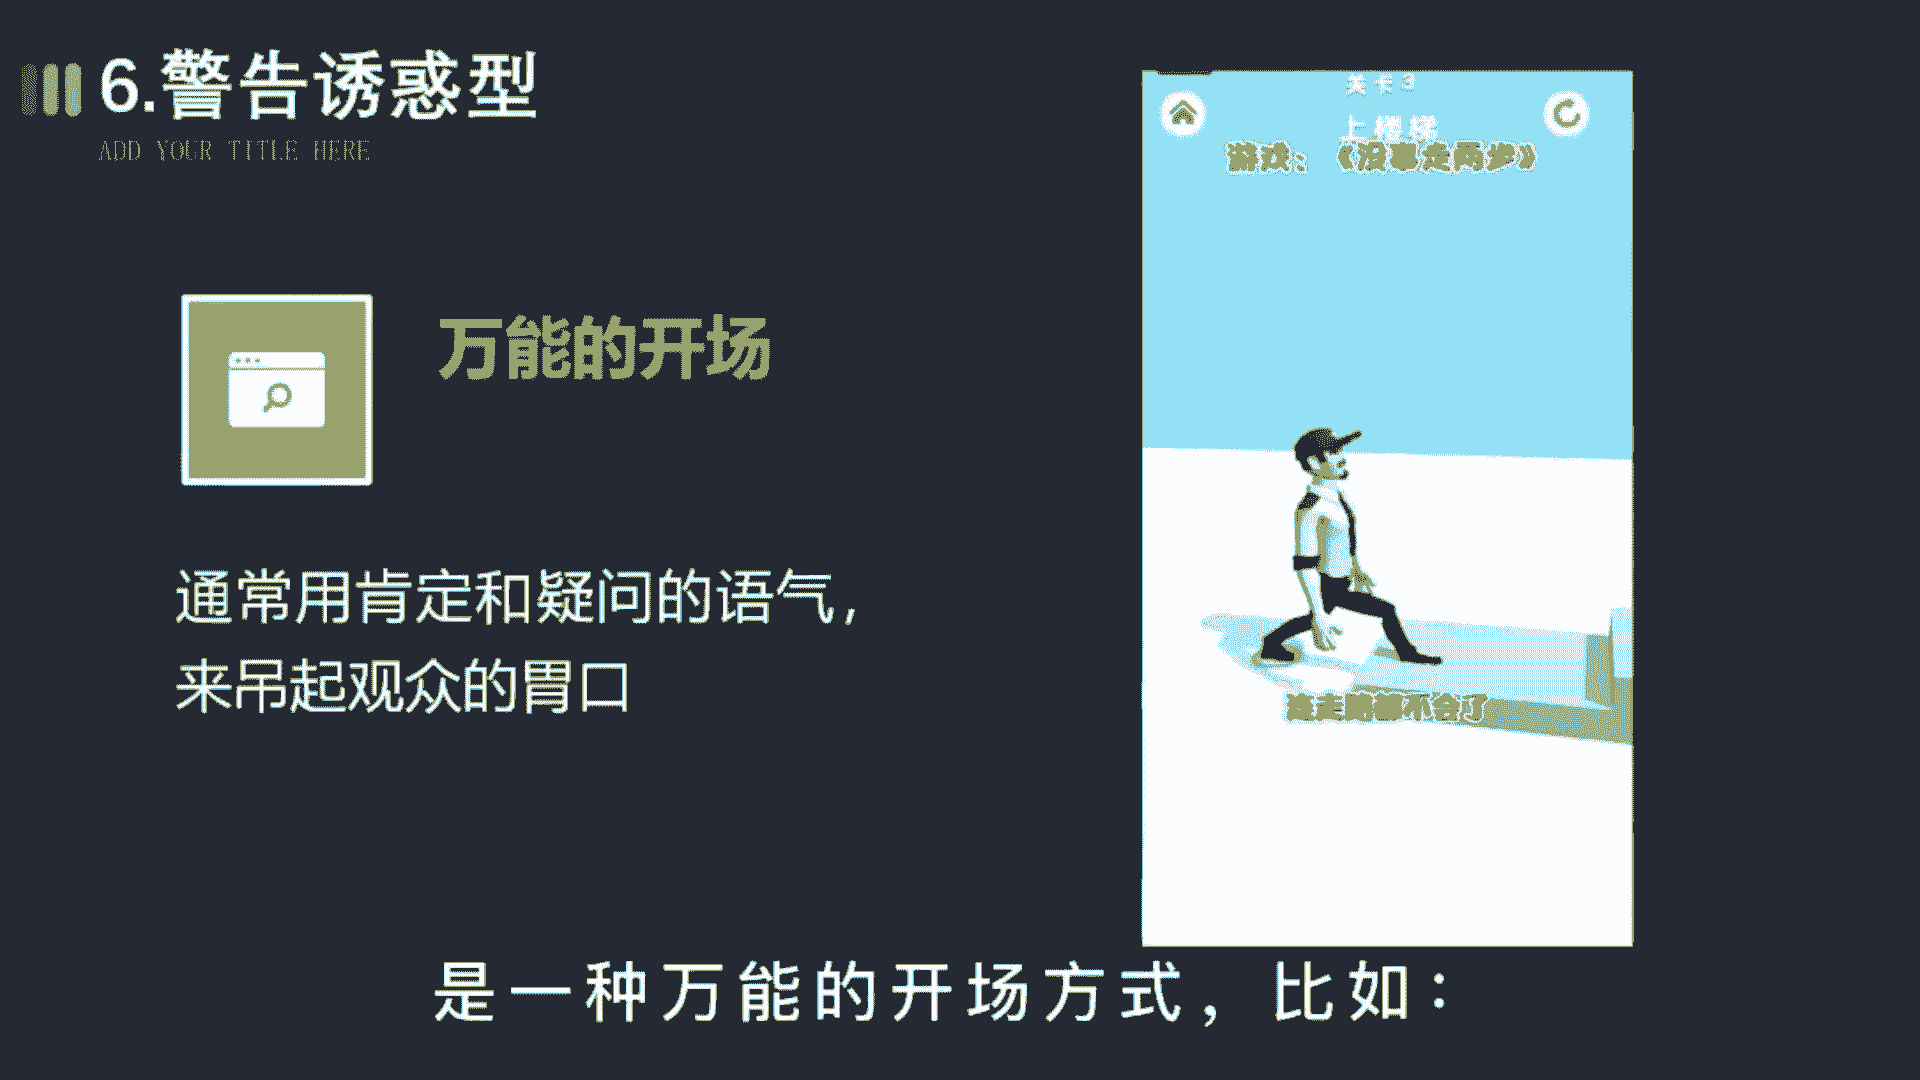 6.警告诱惑型
ADD YOUR TITLE HERE
万能的开场
通常用肯定和疑问的语气,
来吊起观众的胃口
关卡3
上楼梯
游戏：《没事走两步》
连走路都不会了
是一种万能的开场方式，比如：